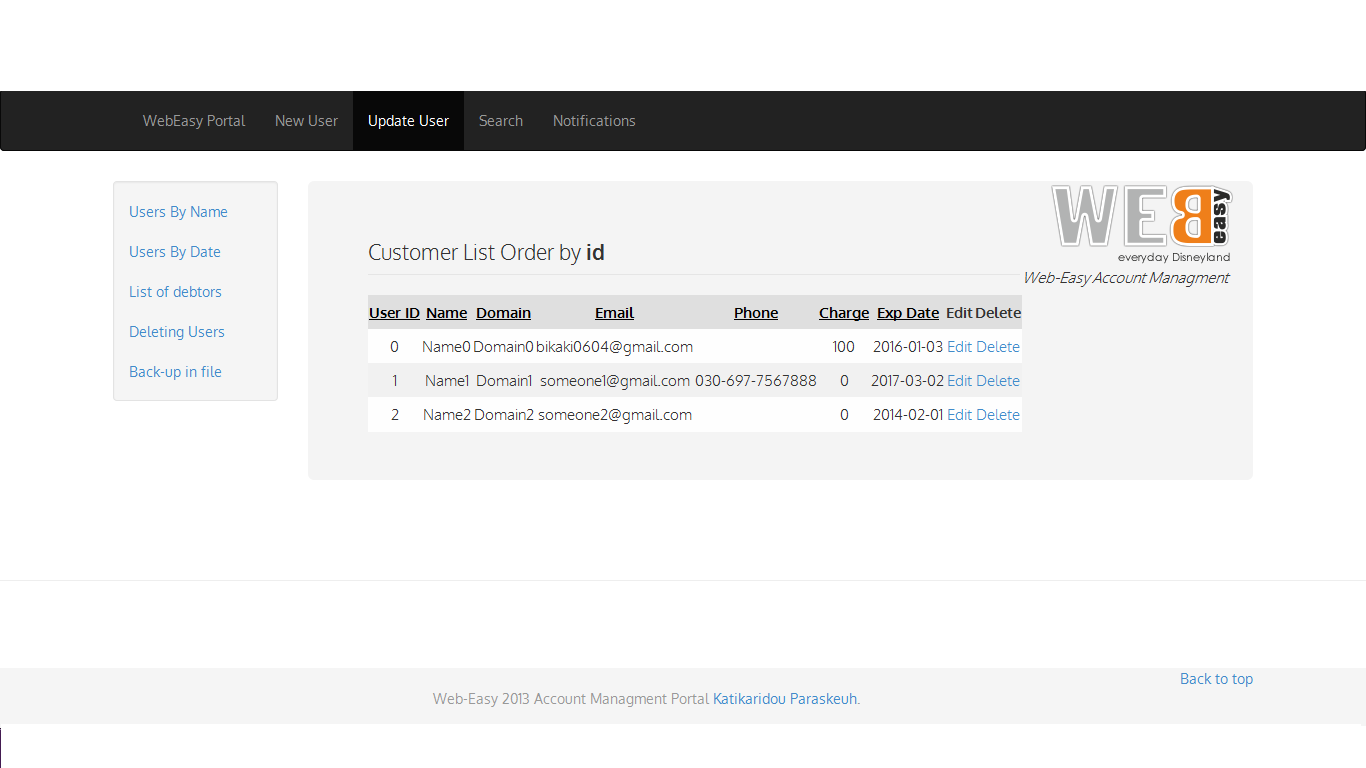 WebEasy Portal New User Update User Search Notifications
Users By Name
Users By Date
List of debtors
Deleting Users
Back-up in file
WEB easy
everyday Disneyland
Web-Easy Account Managment
Customer List Order by id
User ID Name Domain Email Phone Charge Exp Date Edit Delete
0 Name0 Domain0 bikaki0604@gmail.com 100 2016-01-03 Edit Delete
1 Name1 Domain1 someone1@gmail.com 030-697-7567888 0 2017-03-02 Edit Delete
2 Name2 Domain2 someone2@gmail.com 0 2014-02-01 Edit Delete
Back to top
Web-Easy 2013 Account Managment Portal Katikaridou Paraskeuh.